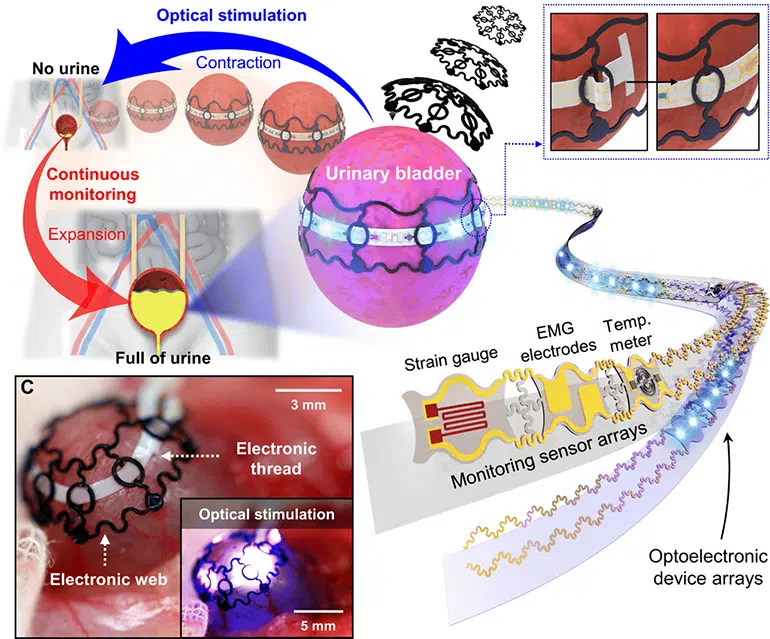 Optical stimulation
Contraction
No urine
Continuous
monitoring
Expansion
Full of urine
Urinary bladder
Strain gauge
EMG
electrodes
Temp.
meter
Monitoring sensor arrays
Optoelectronic
device arrays
C
3 mm
Electronic
thread
Electronic web
Optical stimulation
5 mm